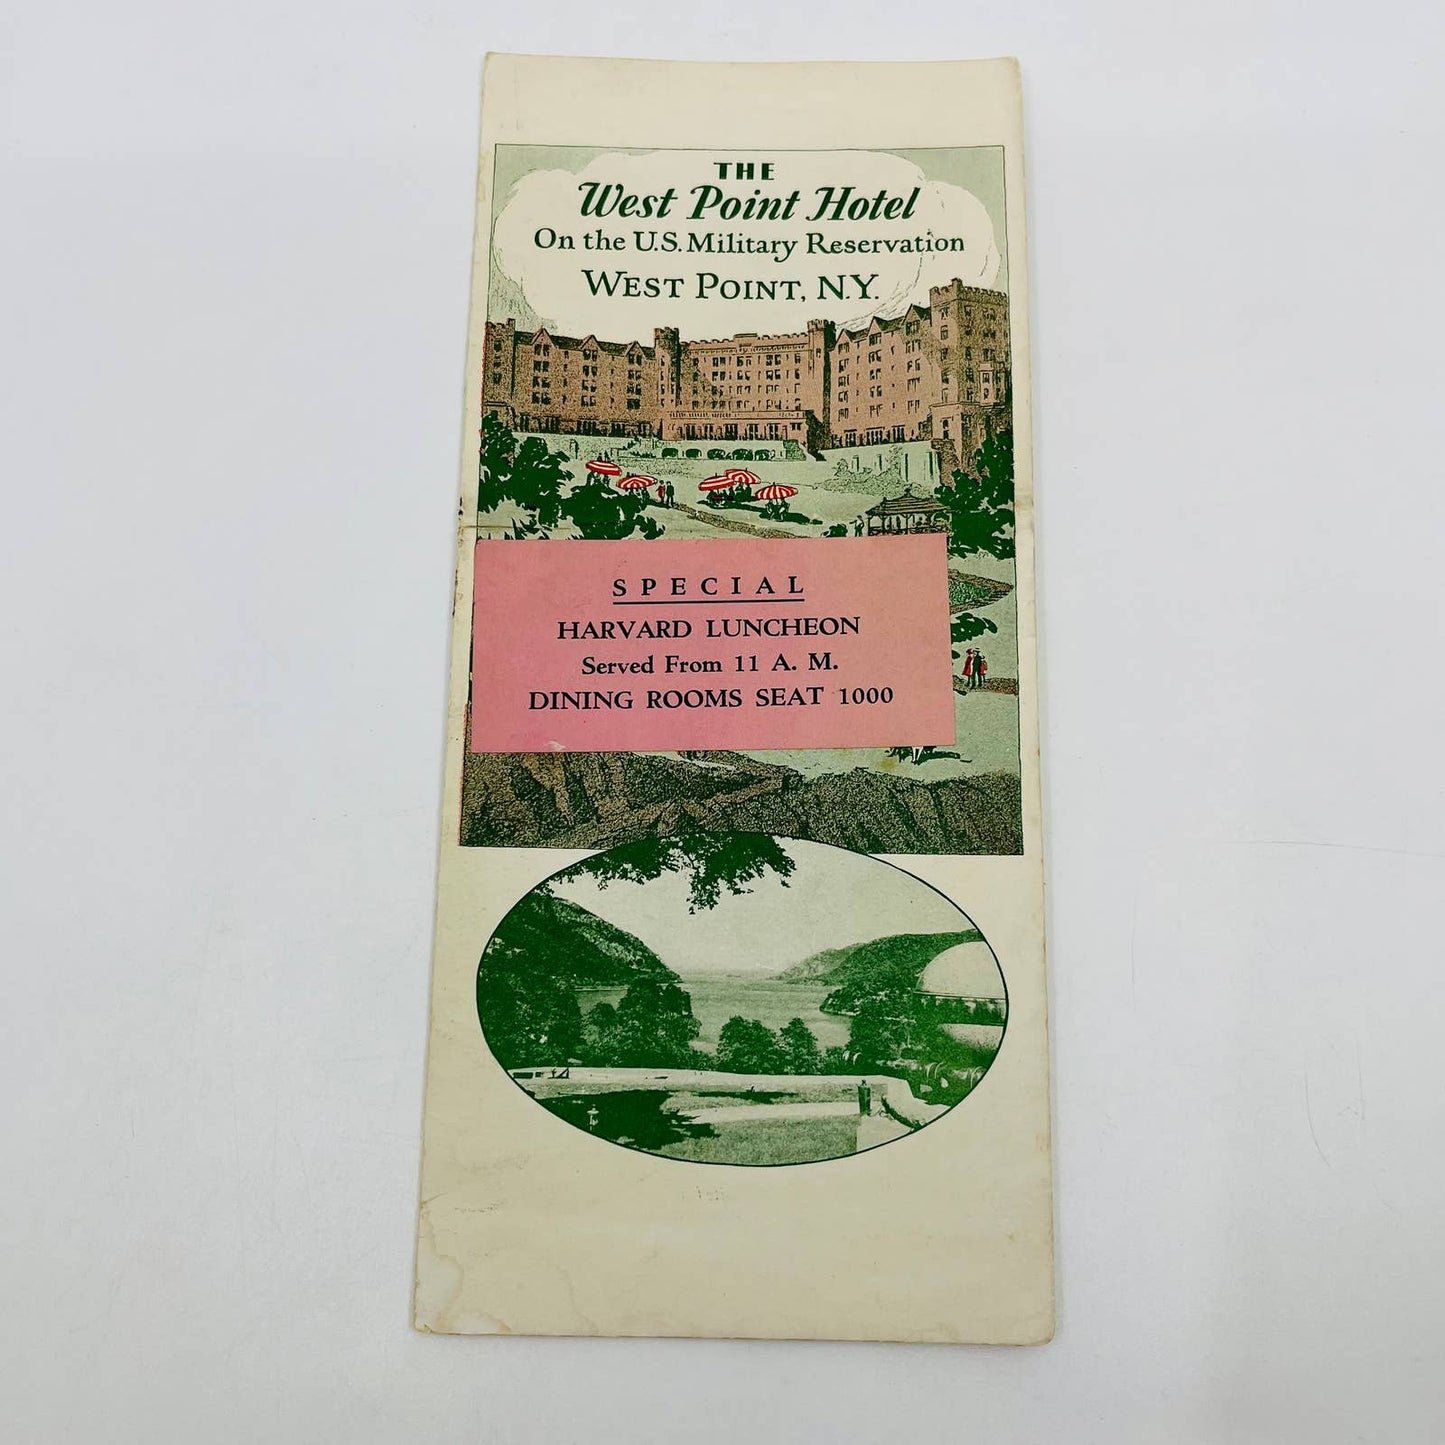 THE
West Point Hotel
On the U.S. Military Reservation
WEST POINT, N.Y.
SPECIAL
HARVARD LUNCHEON
Served From 11 A. M.
DINING ROOMS SEAT 1000